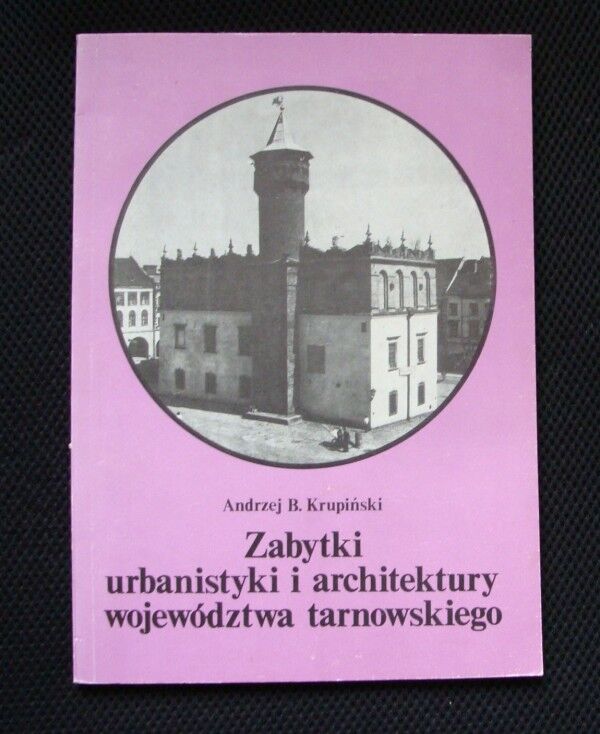 Andrzej B. Krupiński
Zabytki
urbanistyki i architektury
województwa tarnowskiego